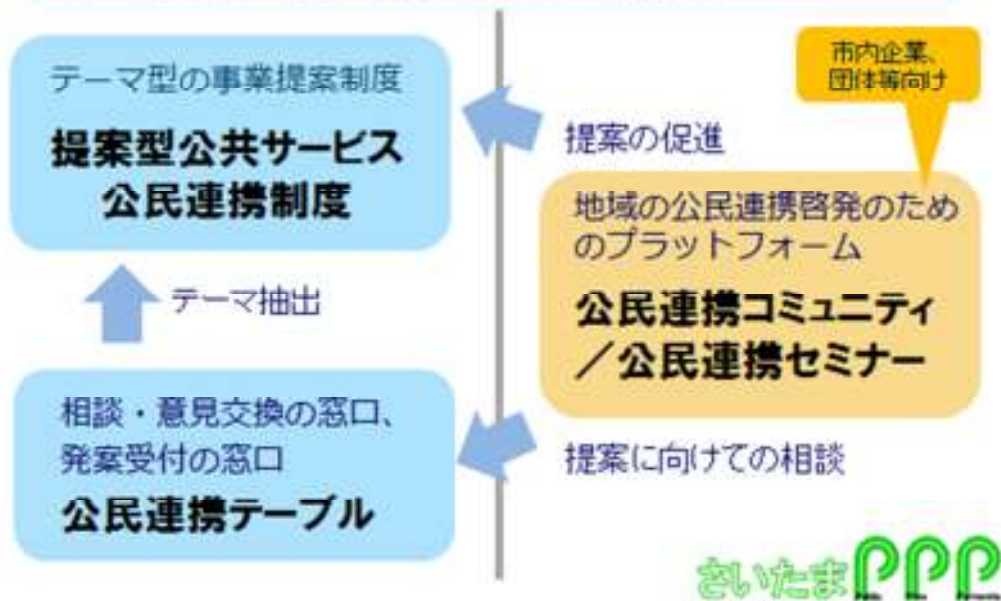 テーマ型の事業提案制度
提案型公共サービス
公民連携制度
テーマ抽出
相談・意見交換の窓口、
発案受付の窓口
公民連携テーブル
市内企業、
団体等向け
提案の促進
地域の公民連携啓発のため
のプラットフォーム
公民連携コミュニティ
／公民連携セミナー
提案に向けての相談
さいたまPPP